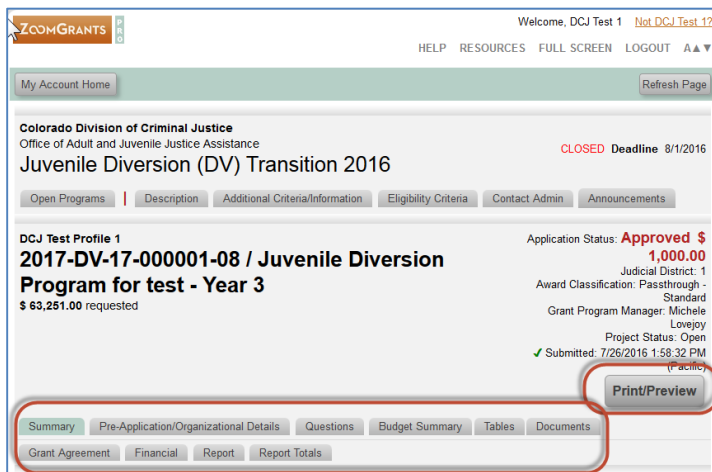 ZOOMGRANTS PRO
Welcome, DCJ Test 1 Not DCJ Test 1?
HELP RESOURCES FULL SCREEN LOGOUT A▲▼
My Account Home Refresh Page
Colorado Division of Criminal Justice
Office of Adult and Juvenile Justice Assistance
CLOSED Deadline 8/1/2016
Juvenile Diversion (DV) Transition 2016
Open Programs | Description Additional Criteria/Information Eligibility Criteria Contact Admin Announcements
DCJ Test Profile 1
2017-DV-17-000001-08 / Juvenile Diversion
Program for test - Year 3
$ 63,251.00 requested
Application Status: Approved $
1,000.00
Judicial District: 1
Award Classification: Passthrough -
Standard
Grant Program Manager: Michele
Lovejoy
Project Status: Open
✔ Submitted: 7/26/2016 1:58:32 PM
(Pacific)
Print/Preview
Summary Pre-Application/Organizational Details Questions Budget Summary Tables Documents
Grant Agreement Financial Report Report Totals